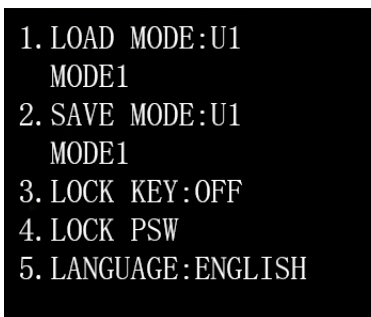 1.LOAD MODE:U1
MODE1
2.SAVE MODE:U1
MODE1
3.LOCK KEY:OFF
4.LOCK PSW
5.LANGUAGE:ENGLISH